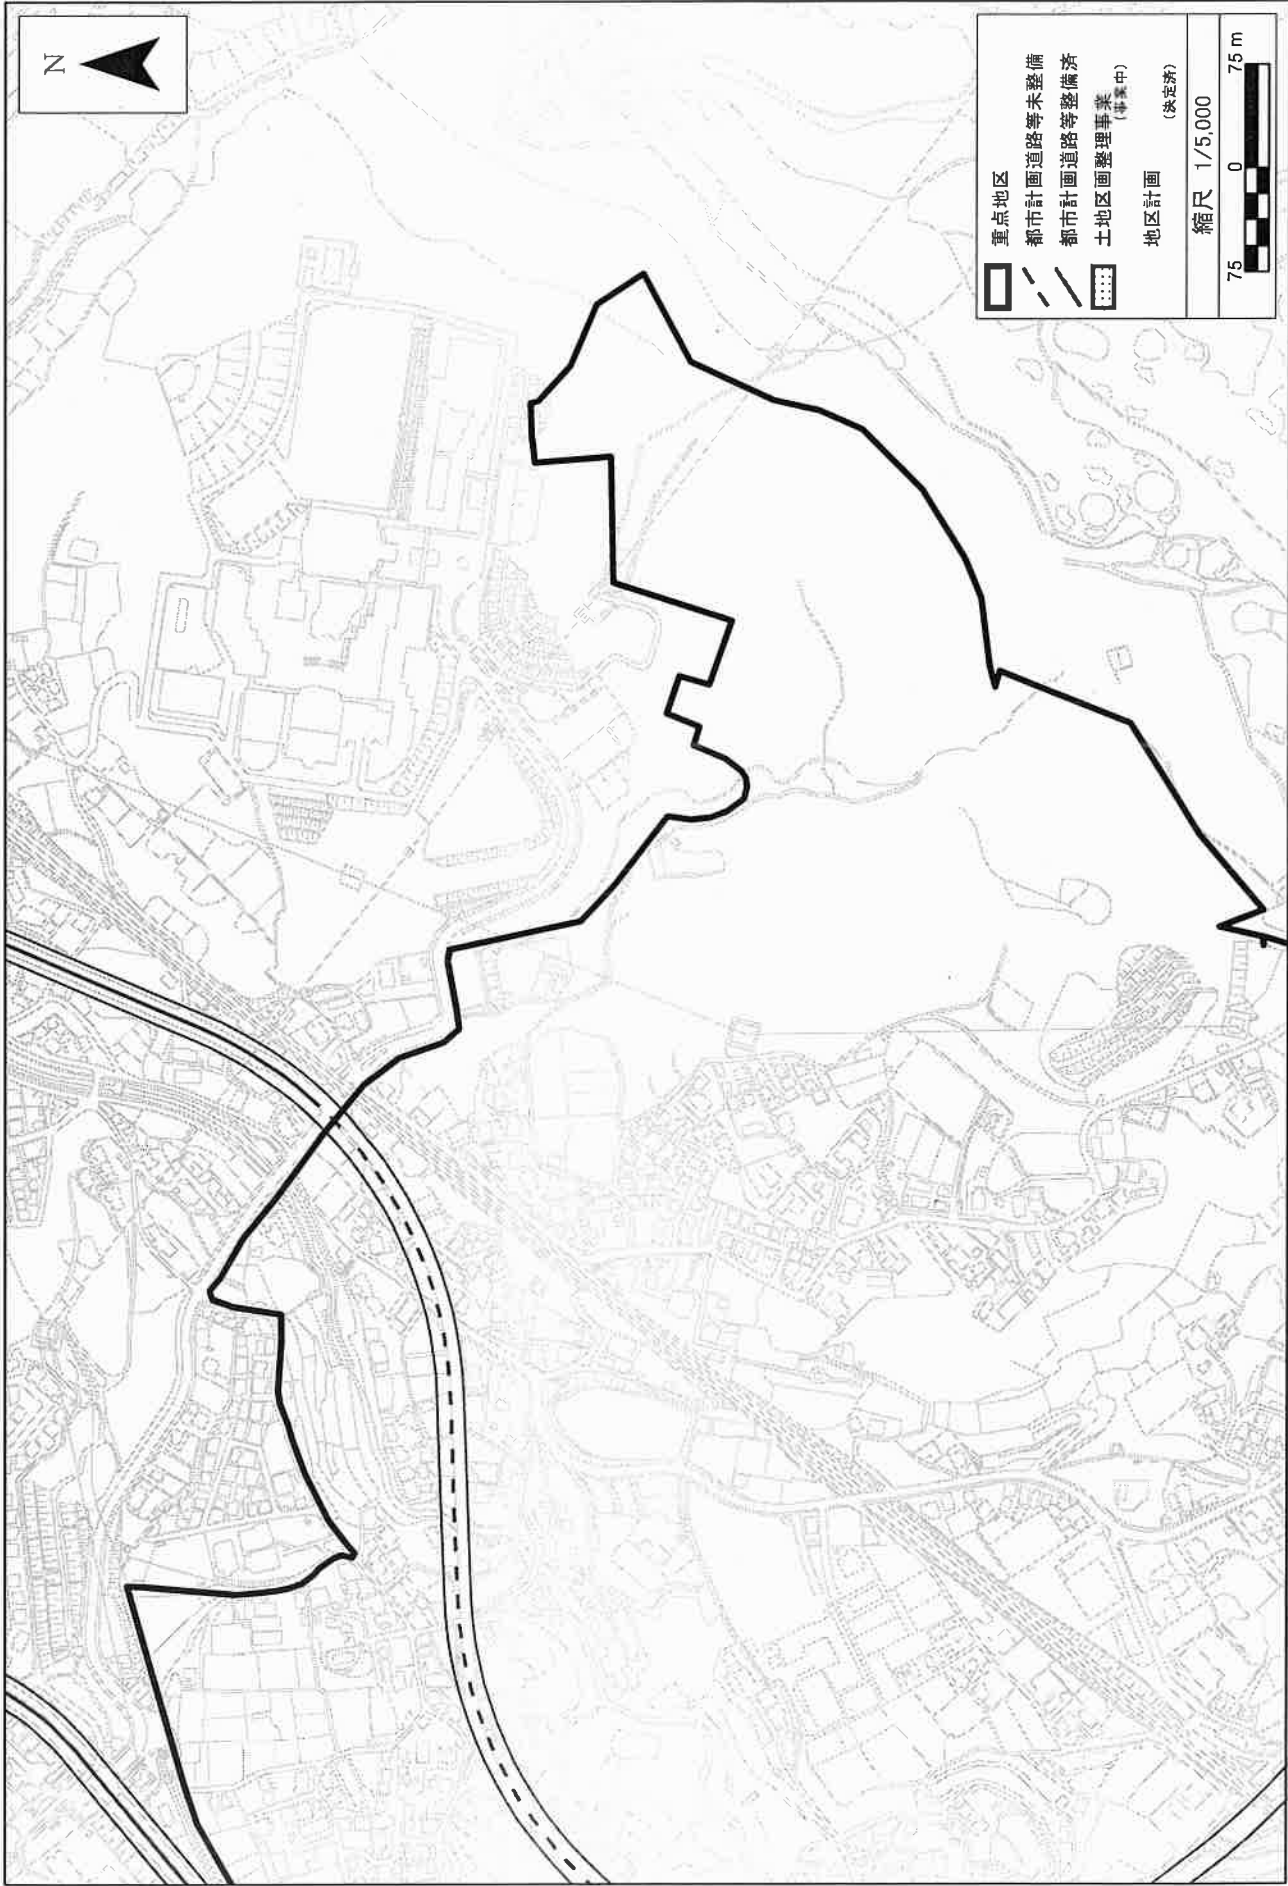 N
重点地区
都市計画道路等未整備
都市計画道路等整備済
土地区画整理事業
(事業中)
地区計画
(決定済)
縮尺 1/5,000
75 0 75 m